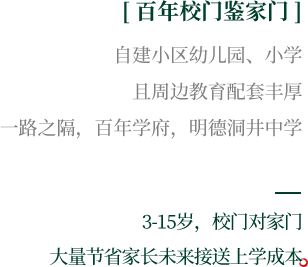 [ 百年校门鉴家门 ]
自建小区幼儿园、小学
且周边教育配套丰厚
一路之隔，百年学府，明德洞井中学
3-15岁，校门对家门
大量节省家长未来接送上学成本